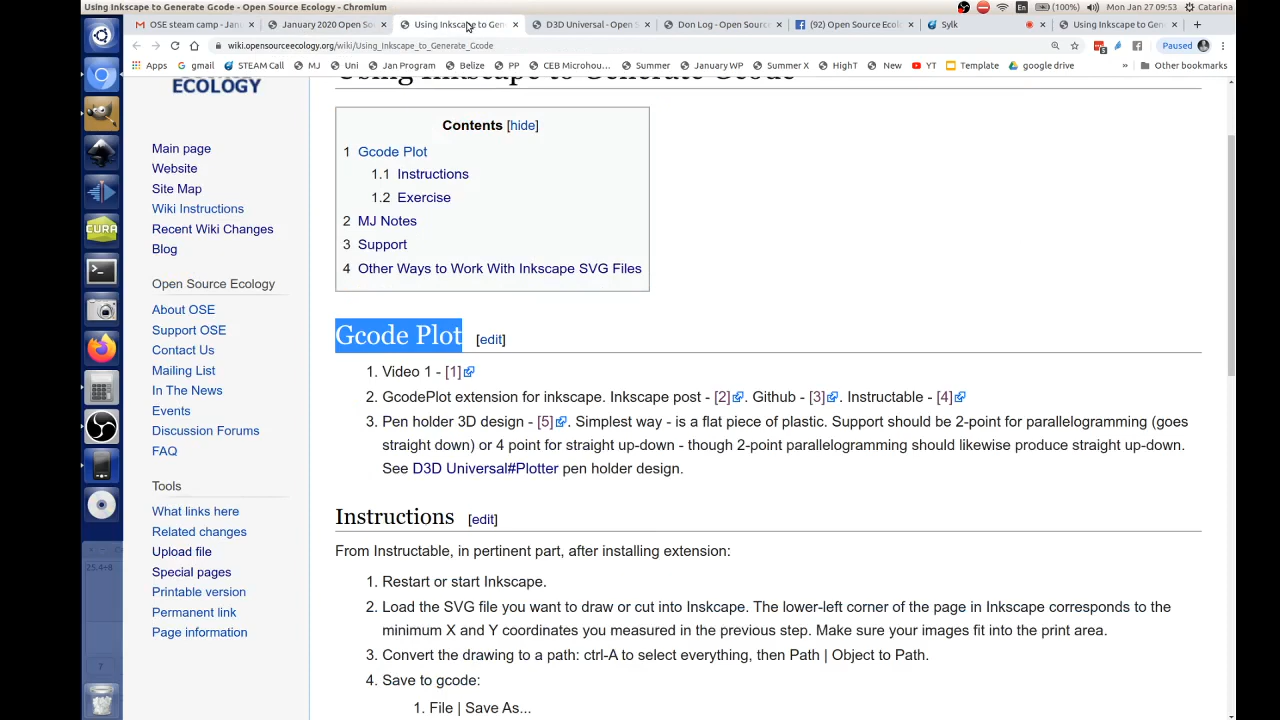 Using Inkscape to Generate Gcode - Open Source Ecology - Chromium
En (100%) Mon Jan 27 09:53 Catarina
OSE steam camp - Jan January 2020 Open So Using Inkscape to Gen D3D Universal - Open S Don Log - Open Source (92) Open Source Ecol Sylk Using Inkscape to Gen
wiki.opensourceecology.org/wiki/Using_Inkscape_to_Generate_Gcode Paused
Apps gmail STEAM Call MJ Uni Jan Program Belize PP CEB Microhou... Summer January WP Summer X HighT New YT Template google drive » Other bookmarks
ECOLOGY
Main page
Website
Site Map
Wiki Instructions
Recent Wiki Changes
Blog
Open Source Ecology
About OSE
Support OSE
Contact Us
Mailing List
In The News
Events
Discussion Forums
FAQ
Tools
What links here
Related changes
Upload file
Special pages
Printable version
Permanent link
Page information
Using Inkscape to Generate Gcode
Contents [hide]
1 Gcode Plot
1.1 Instructions
1.2 Exercise
2 MJ Notes
3 Support
4 Other Ways to Work With Inkscape SVG Files
Gcode Plot [edit]
1. Video 1 - [1]
2. GcodePlot extension for inkscape. Inkscape post - [2]. Github - [3]. Instructable - [4]
3. Pen holder 3D design - [5]. Simplest way - is a flat piece of plastic. Support should be 2-point for parallelogramming (goes
straight down) or 4 point for straight up-down - though 2-point parallelogramming should likewise produce straight up-down.
See D3D Universal#Plotter pen holder design.
Instructions [edit]
From Instructable, in pertinent part, after installing extension:
1. Restart or start Inkscape.
2. Load the SVG file you want to draw or cut into Inskcape. The lower-left corner of the page in Inkscape corresponds to the
minimum X and Y coordinates you measured in the previous step. Make sure your images fit into the print area.
3. Convert the drawing to a path: ctrl-A to select everything, then Path | Object to Path.
4. Save to gcode:
1. File | Save As...
CURA
7